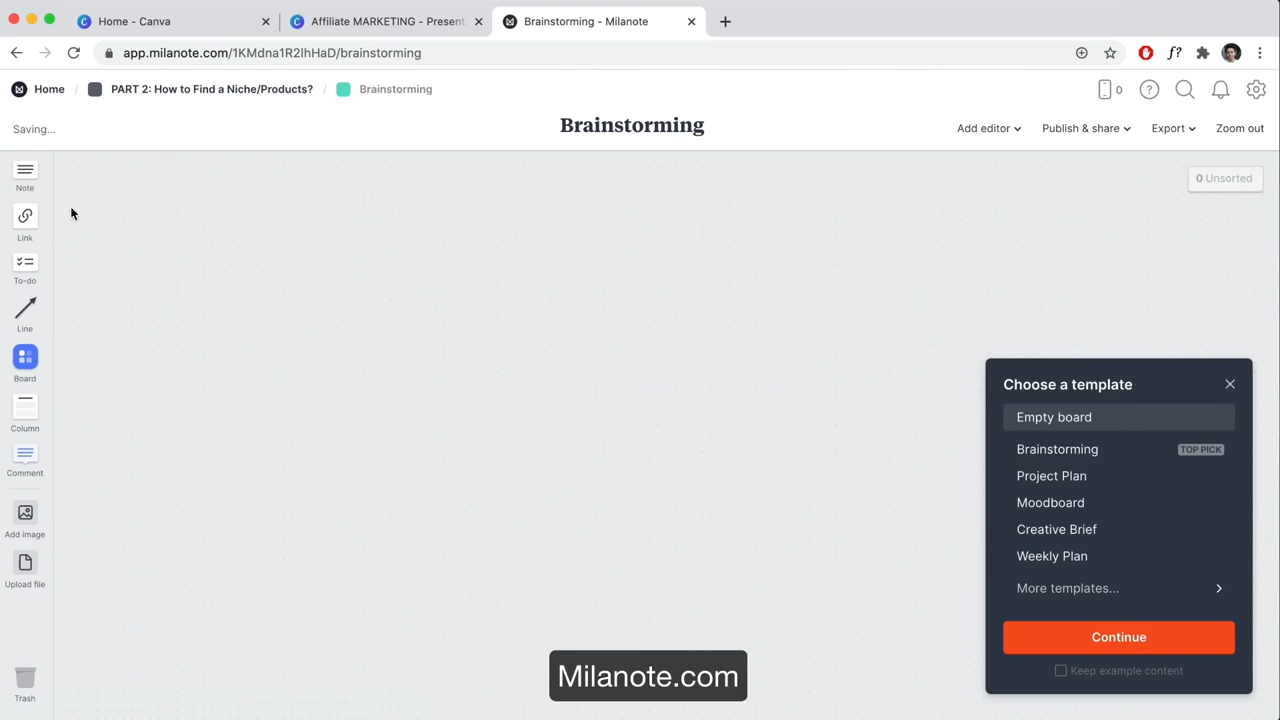 Home - Canva
Affiliate MARKETING - Present
Brainstorming - Milanote
app.milanote.com/1KMdna1R2lhHaD/brainstorming
f?
Home / PART 2: How to Find a Niche/Products? / Brainstorming
0
Saving...
Brainstorming
Add editor
Publish & share
Export
Zoom out
Note
Link
To-do
Line
Board
Column
Comment
Add image
Upload file
Trash
0 Unsorted
Choose a template
Empty board
Brainstorming TOP PICK
Project Plan
Moodboard
Creative Brief
Weekly Plan
More templates...
Continue
Keep example content
Milanote.com